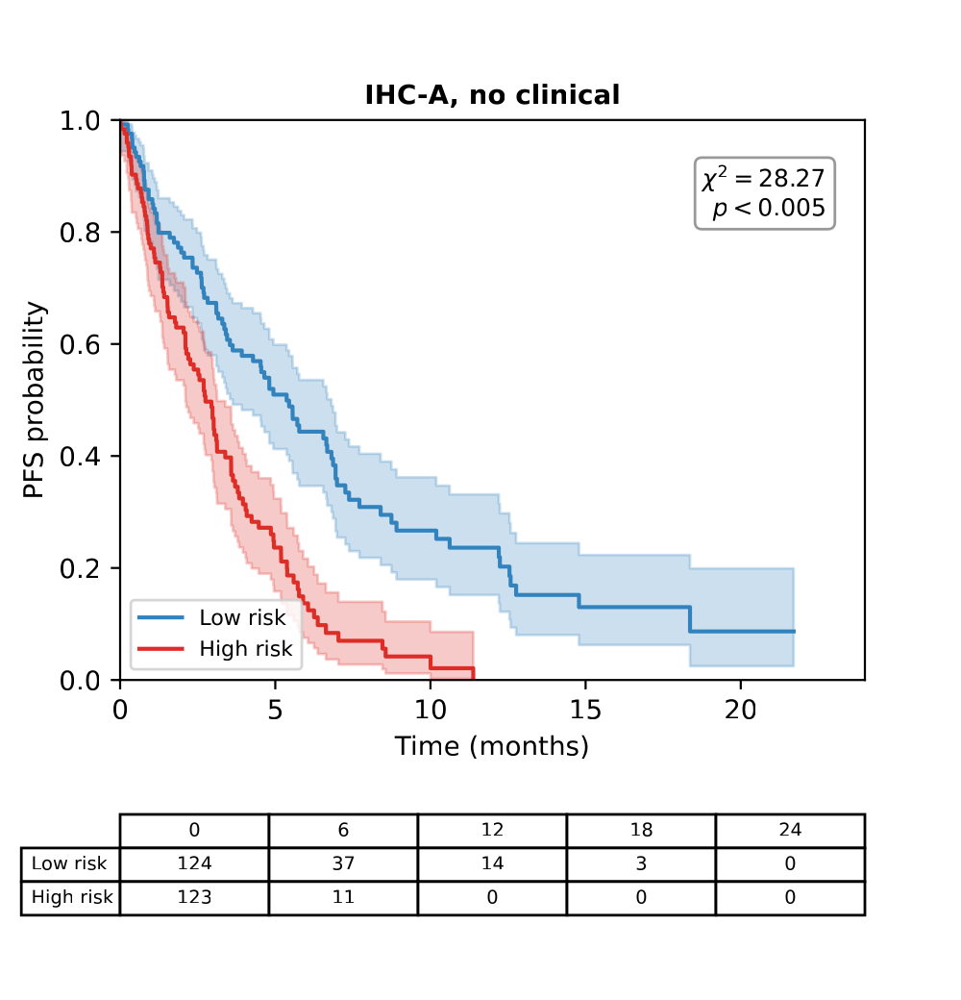 IHC-A, no clinical
1.0
0.8
0.6
0.4
0.2
0.0
PFS probability
χ² = 28.27
p < 0.005
Low risk
High risk
0 5 10 15 20
Time (months)
0 6 12 18 24
Low risk 124 37 14 3 0
High risk 123 11 0 0 0